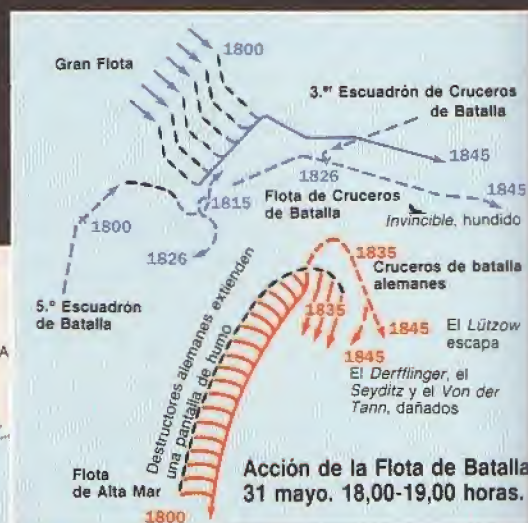 Gran Flota
1800
3.er Escuadrón de Cruceros
de Batalla
1845
1826
1815
Flota de Cruceros
de Batalla
1845
Invincible, hundido
1800
1826
5.º Escuadrón
de Batalla
Destructores alemanes extienden
una pantalla de humo
1835
Cruceros de batalla
alemanes
1835
1845
El Lützow
escapa
1845
El Derfflinger, el
Seyditz y el Von der
Tann, dañados
Flota
de Alta Mar
1800
Acción de la Flota de Batalla
31 mayo. 18,00-19,00 horas.
A